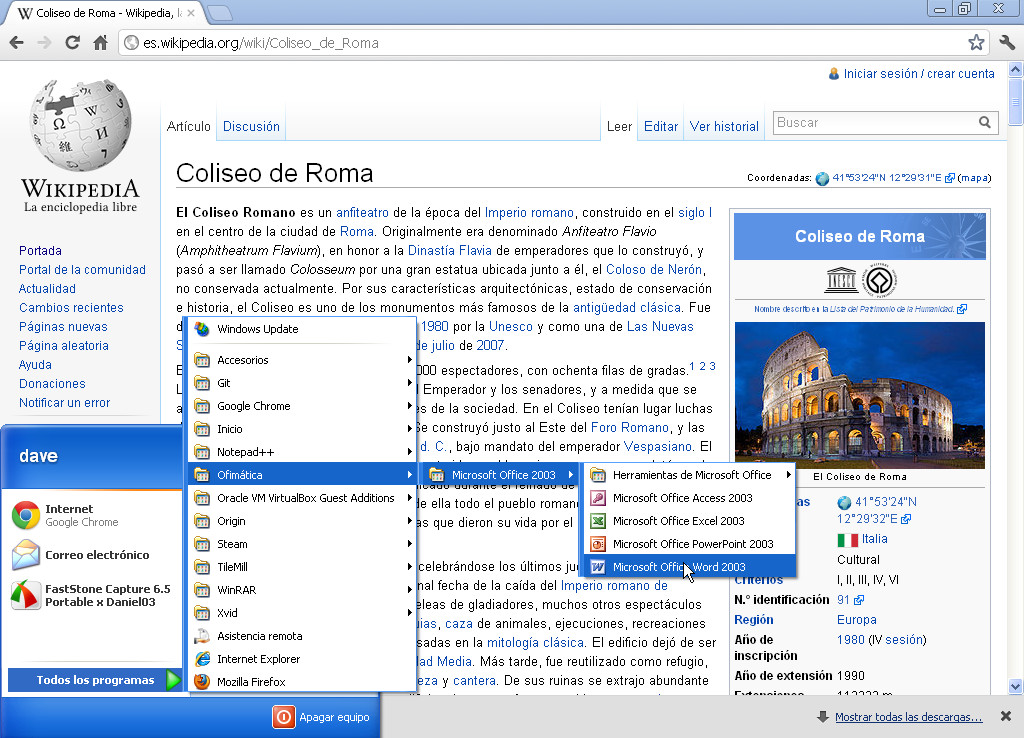 Coliseo de Roma - Wikipedia, l
es.wikipedia.org/wiki/Coliseo_de_Roma
Iniciar sesión / crear cuenta
Artículo
Discusión
Leer
Editar
Ver historial
Buscar
WIKIPEDIA
La enciclopedia libre
Portada
Portal de la comunidad
Actualidad
Cambios recientes
Páginas nuevas
Página aleatoria
Ayuda
Donaciones
Notificar un error
Coliseo de Roma
Coordenadas: 41°53′24″N 12°29′31″E (mapa)
El Coliseo Romano es un anfiteatro de la época del Imperio romano, construido en el siglo I
en el centro de la ciudad de Roma. Originalmente era denominado Anfiteatro Flavio
(Amphitheatrum Flavium), en honor a la Dinastía Flavia de emperadores que lo construyó, y
pasó a ser llamado Colosseum por una gran estatua ubicada junto a él, el Coloso de Nerón,
no conservada actualmente. Por sus características arquitectónicas, estado de conservación
e historia, el Coliseo es uno de los monumentos más famosos de la antigüedad clásica. Fue
d 1980 por la Unesco y como una de Las Nuevas
S de julio de 2007.
E 000 espectadores, con ochenta filas de gradas.1 2 3
L l Emperador y los senadores, y a medida que se
a es de la sociedad. En el Coliseo tenían lugar luchas
Se construyó justo al Este del Foro Romano, y las
d. C., bajo mandato del emperador Vespasiano. El
de ella todo el pueblo roman
as que dieron su vida por el
celebrándose los últimos ju
nal fecha de la caída del Imperio romano de
eleas de gladiadores, muchos otros espectáculos
uias, caza de animales, ejecuciones, recreaciones
sadas en la mitología clásica. El edificio dejó de ser
dad Media. Más tarde, fue reutilizado como refugio,
eza y cantera. De sus ruinas se extrajo abundante
Coliseo de Roma
Nombre descrito en la Lista del Patrimonio de la Humanidad.
El Coliseo de Roma
as 41°53′24″N
12°29′32″E
Italia
Cultural
Criterios I, II, III, IV, VI
N.° identificación 91
Región Europa
Año de
inscripción 1980 (IV sesión)
Año de extensión 1990
dave
Internet
Google Chrome
Correo electrónico
FastStone Capture 6.5
Portable x Daniel03
Todos los programas
Apagar equipo
Windows Update
Accesorios
Git
Google Chrome
Inicio
Notepad++
Ofimática
Oracle VM VirtualBox Guest Additions
Origin
Steam
TileMill
WinRAR
Xvid
Asistencia remota
Internet Explorer
Mozilla Firefox
Microsoft Office 2003
Herramientas de Microsoft Office
Microsoft Office Access 2003
Microsoft Office Excel 2003
Microsoft Office PowerPoint 2003
Microsoft Office Word 2003
Mostrar todas las descargas...